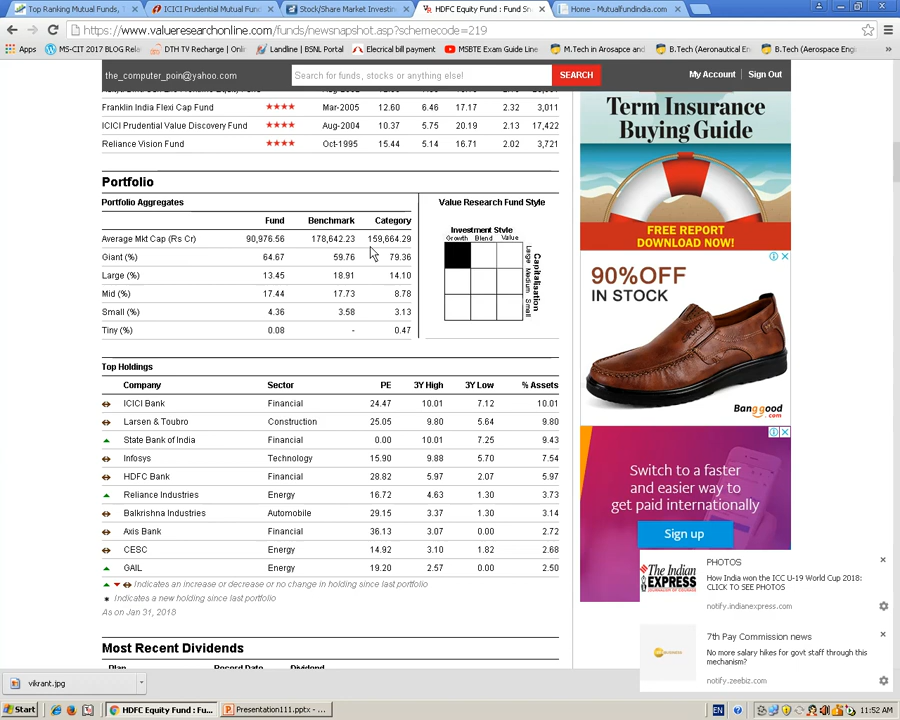 Top Ranking Mutual Funds,
ICICI Prudential Mutual Fund
Stock/Share Market Investing
HDFC Equity Fund : Fund Sn
Home - Mutualfundindia.com
https://www.valueresearchonline.com/funds/newsnapshot.asp?schemecode=219
Apps
MS-CIT 2017 BLOG Rela
DTH TV Recharge | Onlin
Landline | BSNL Portal
Elecrical bill payment
MSBTE Exam Guide Line
M.Tech in Arosapce and
B.Tech (Aeronautical En
B.Tech (Aerospace Eng
the_computer_poin@yahoo.com
Search for funds, stocks or anything else!
SEARCH
My Account
Sign Out
Franklin India Flexi Cap Fund ★★★★ Mar-2005 12.60 6.46 17.17 2.32 3,011
ICICI Prudential Value Discovery Fund ★★★★ Aug-2004 10.37 5.75 20.19 2.13 17,422
Reliance Vision Fund ★★★★ Oct-1995 15.44 5.14 16.71 2.02 3,721
Portfolio
Portfolio Aggregates
Fund Benchmark Category
Average Mkt Cap (Rs Cr) 90,976.56 178,642.23 159,664.29
Giant (%) 64.67 59.76 79.36
Large (%) 13.45 18.91 14.10
Mid (%) 17.44 17.73 8.78
Small (%) 4.36 3.58 3.13
Tiny (%) 0.08 - 0.47
Value Research Fund Style
Investment Style
Growth Blend Value
Large Medium Small
Capitalisation
Top Holdings
Company Sector PE 3Y High 3Y Low % Assets
ICICI Bank Financial 24.47 10.01 7.12 10.01
Larsen & Toubro Construction 25.05 9.80 5.64 9.80
State Bank of India Financial 0.00 10.01 7.25 9.43
Infosys Technology 15.90 9.88 5.70 7.54
HDFC Bank Financial 28.82 5.97 2.07 5.97
Reliance Industries Energy 16.72 4.63 1.30 3.73
Balkrishna Industries Automobile 29.15 3.37 1.30 3.14
Axis Bank Financial 36.13 3.07 0.00 2.72
CESC Energy 14.92 3.10 1.82 2.68
GAIL Energy 19.20 2.57 0.00 2.50
Indicates an increase or decrease or no change in holding since last portfolio
Indicates a new holding since last portfolio
As on Jan 31, 2018
Most Recent Dividends
Plan Record Date Dividend
Term Insurance
Buying Guide
FREE REPORT
DOWNLOAD NOW!
90%OFF
IN STOCK
Banggood
.com
Switch to a faster
and easier way to
get paid internationally
Sign up
The Indian
EXPRESS
PHOTOS
How India won the ICC U-19 World Cup 2018:
CLICK TO SEE PHOTOS
notify.indianexpress.com
7th Pay Commission news
No more salary hikes for govt staff through this
mechanism?
notify.zeebiz.com
vikrant.jpg
Start
HDFC Equity Fund : Fu...
Presentation111.pptx - ...
EN
11:52 AM